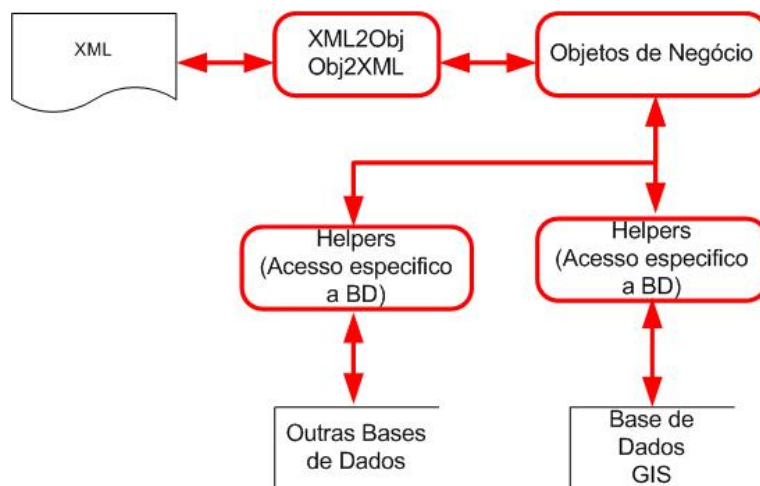 XML
XML2Obj
Obj2XML
Objetos de Negócio
Helpers
(Acesso especifico
a BD)
Helpers
(Acesso especifico
a BD)
Outras Bases
de Dados
Base de
Dados
GIS